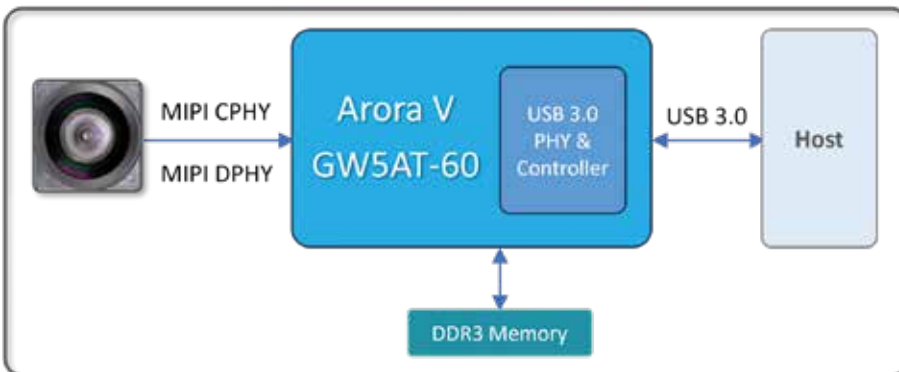 MIPI CPHY
MIPI DPHY
Arora V
GW5AT-60
USB 3.0
PHY &
Controller
USB 3.0
Host
DDR3 Memory